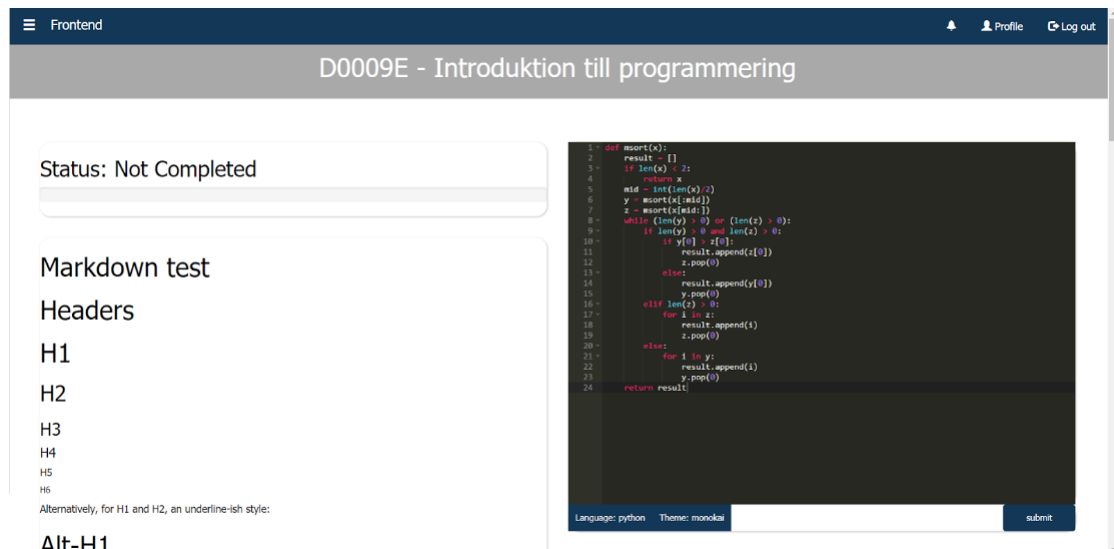 Frontend
Profile
Log out
D0009E - Introduktion till programmering
Status: Not Completed
Markdown test
Headers
H1
H2
H3
H4
H5
H6
Alternatively, for H1 and H2, an underline-ish style:
Alt-H1
1 def msort(x):
2     result = []
3     if len(x) < 2:
4         return x
5     mid = int(len(x)/2)
6     y = msort(x[:mid])
7     z = msort(x[mid:])
8     while (len(y) > 0) or (len(z) > 0):
9         if len(y) > 0 and len(z) > 0:
10             if y[0] > z[0]:
11                 result.append(z[0])
12                 z.pop(0)
13             else:
14                 result.append(y[0])
15                 y.pop(0)
16         elif len(z) > 0:
17             for i in z:
18                 result.append(i)
19                 z.pop(0)
20         else:
21             for i in y:
22                 result.append(i)
23                 y.pop(0)
24     return result
Language: python Theme: monokai
submit